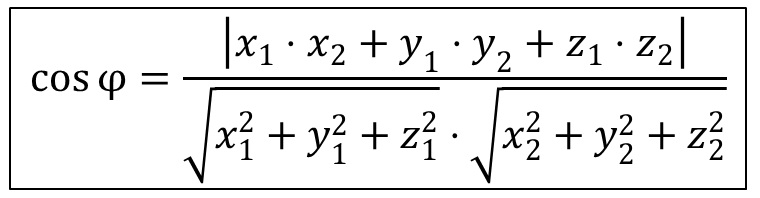 cos φ = |x₁ · x₂ + y₁ · y₂ + z₁ · z₂| / √(x₁² + y₁² + z₁²) · √(x₂² + y₂² + z₂²)